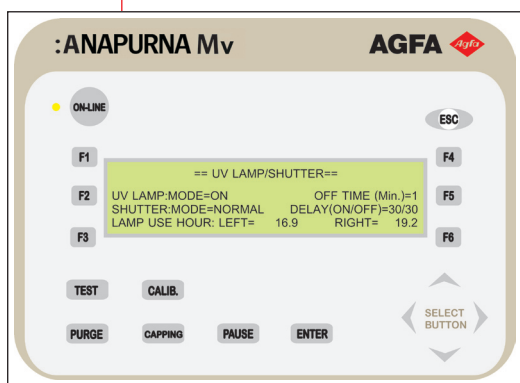 :ANAPURNA Mv
AGFA Agfa
ON-LINE
ESC
F1
F4
== UV LAMP/SHUTTER==
F2
UV LAMP:MODE=ON OFF TIME (Min.)=1
F5
SHUTTER:MODE=NORMAL DELAY(ON/OFF)=30/30
LAMP USE HOUR: LEFT= 16.9 RIGHT= 19.2
F3
F6
TEST
CALIB.
SELECT
BUTTON
PURGE
CAPPING
PAUSE
ENTER